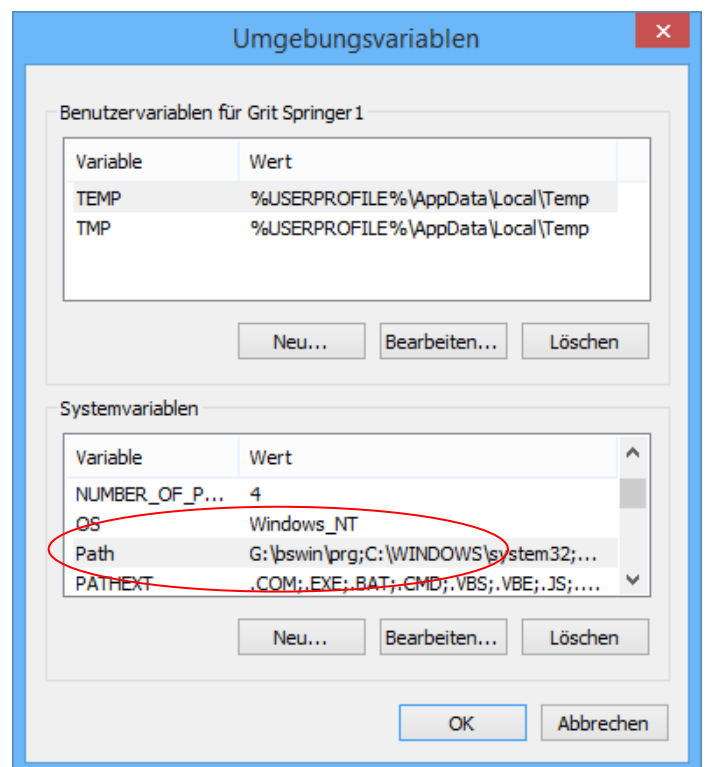 Umgebungsvariablen
Benutzervariablen für Grit Springer1
Variable Wert
TEMP %USERPROFILE%\AppData\Local\Temp
TMP %USERPROFILE%\AppData\Local\Temp
Neu... Bearbeiten... Löschen
Systemvariablen
Variable Wert
NUMBER_OF_P... 4
OS Windows_NT
Path G:\bswin\prg;C:\WINDOWS\system32;...
PATHEXT .COM;.EXE;.BAT;.CMD;.VBS;.VBE;.JS;....
Neu... Bearbeiten... Löschen
OK Abbrechen